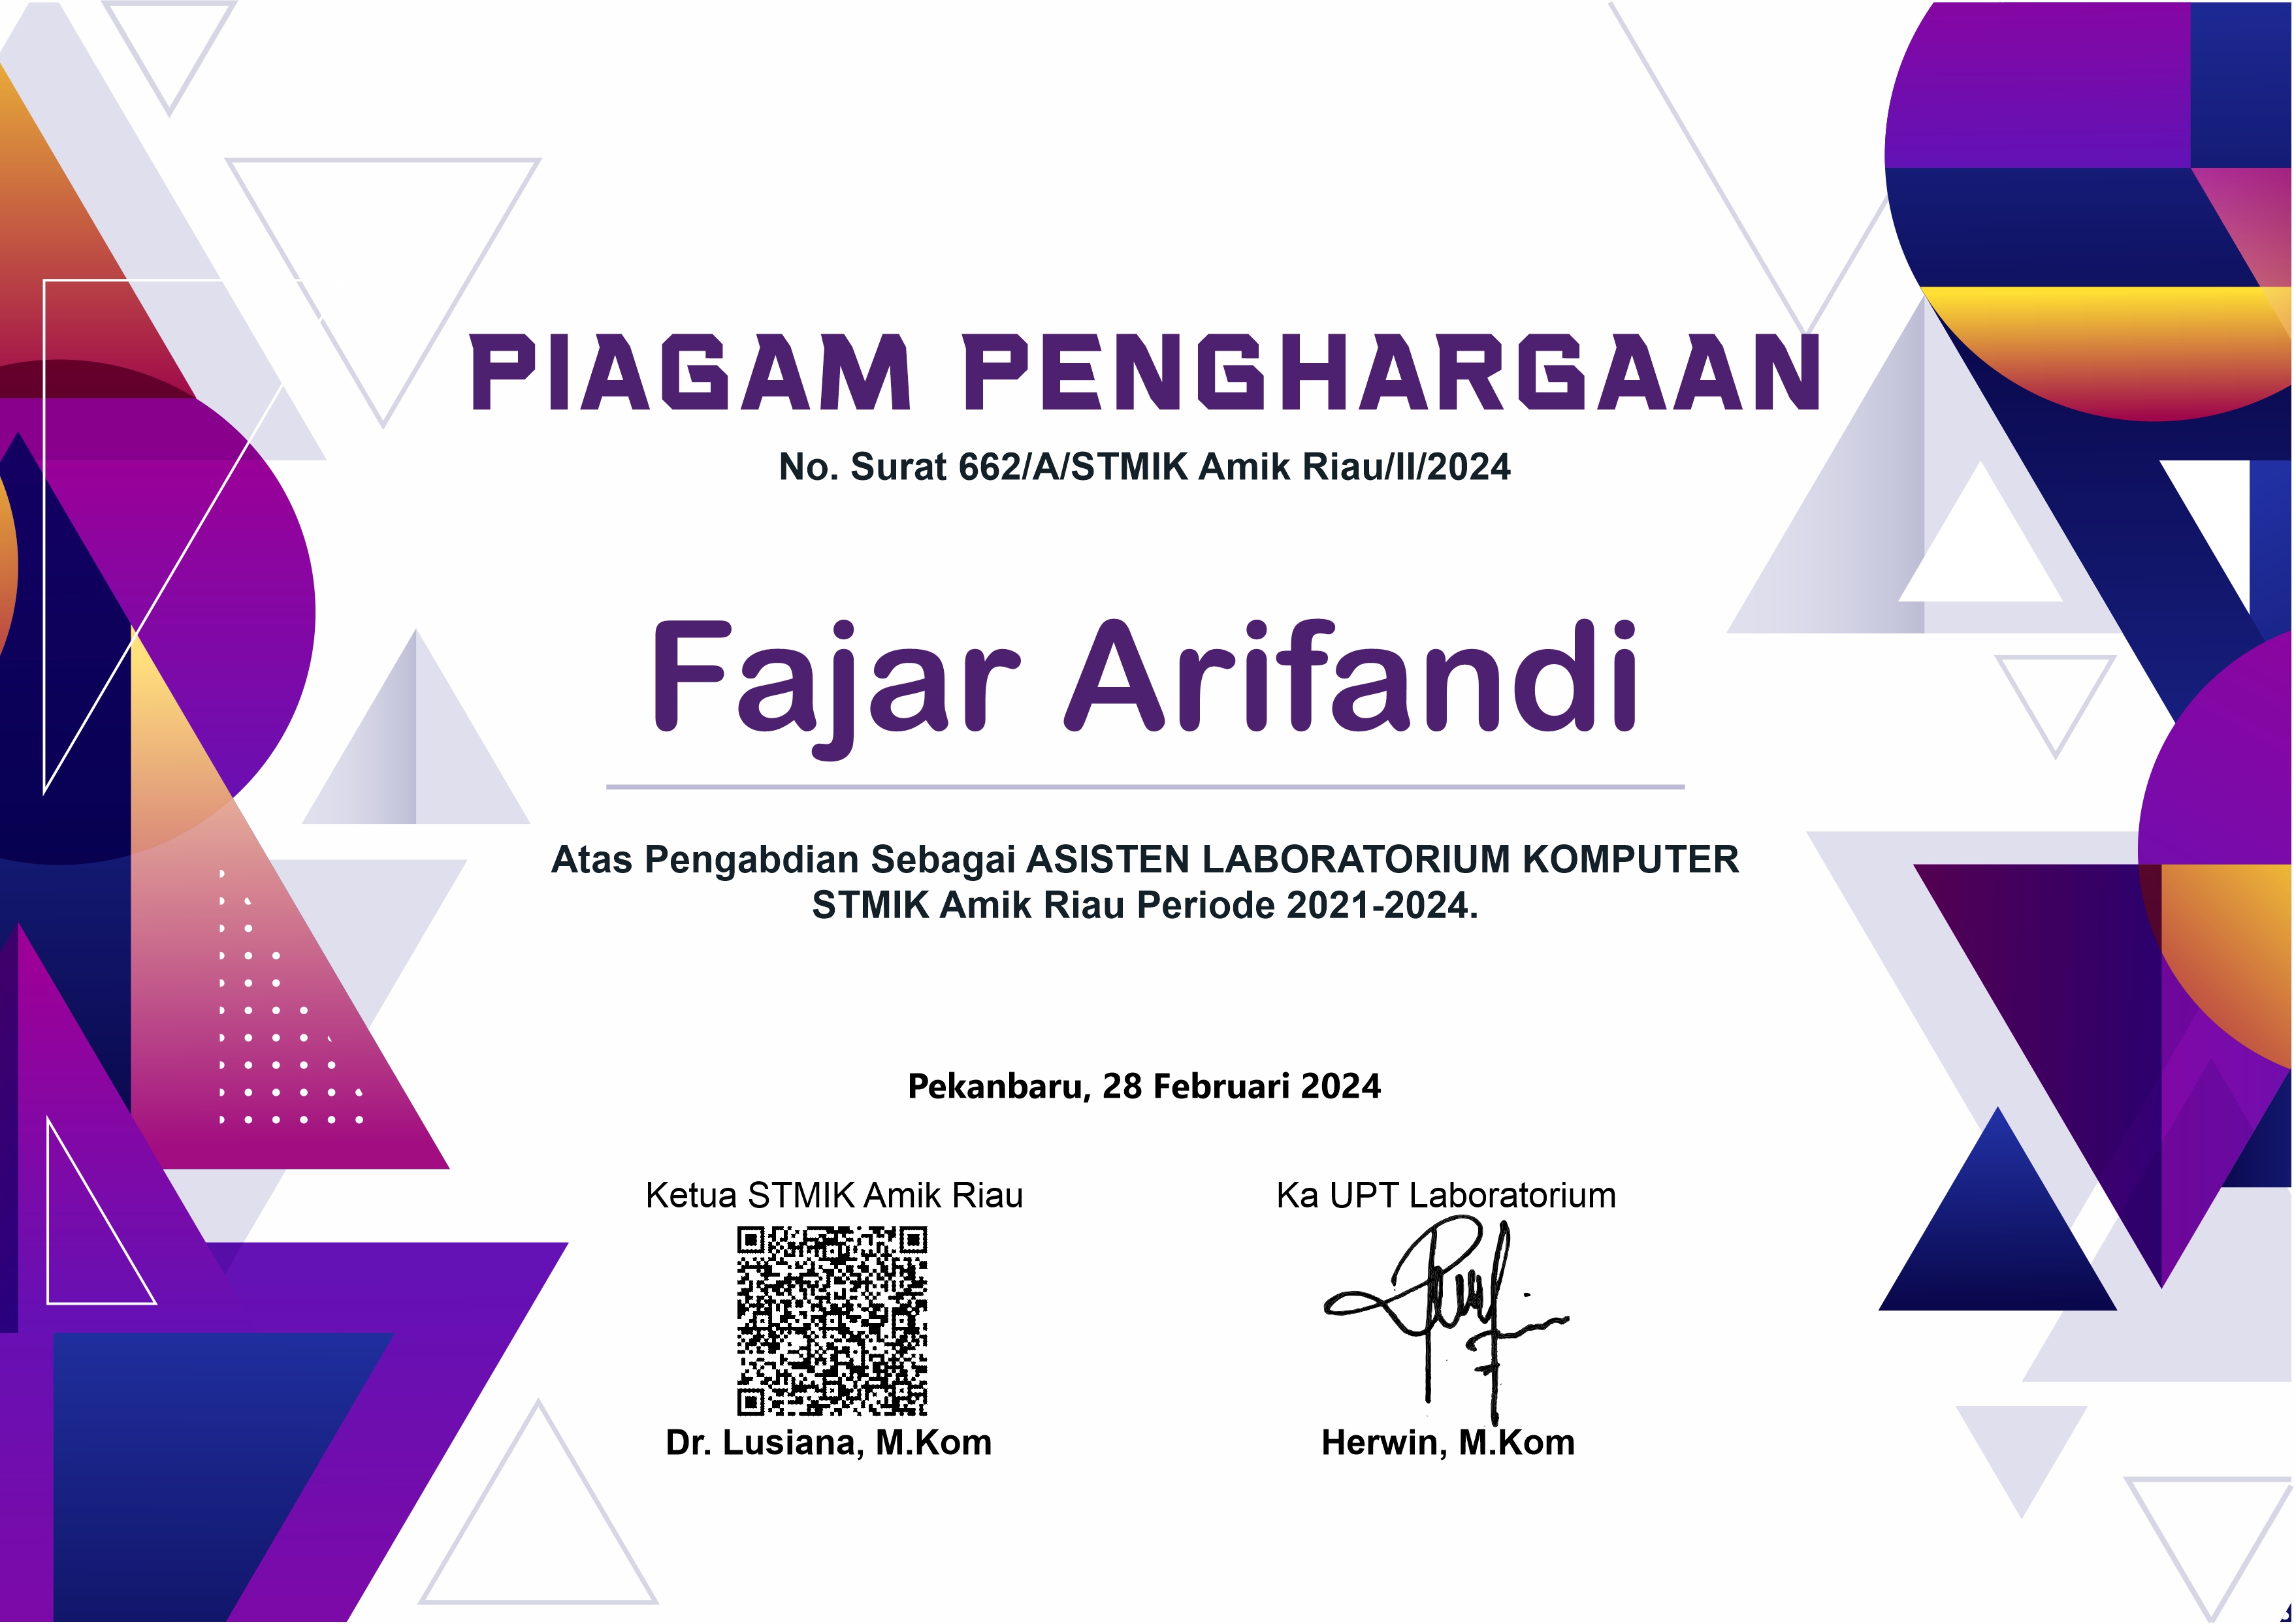 PIAGAM PENGHARGAAN
No. Surat 662/A/STMIK Amik Riau/II/2024
Fajar Arifandi
Atas Pengabdian Sebagai ASISTEN LABORATORIUM KOMPUTER
STMIK Amik Riau Periode 2021-2024.
Pekanbaru, 28 Februari 2024
Ketua STMIK Amik Riau
Ka UPT Laboratorium
Dr. Lusiana, M.Kom
Herwin, M.Kom